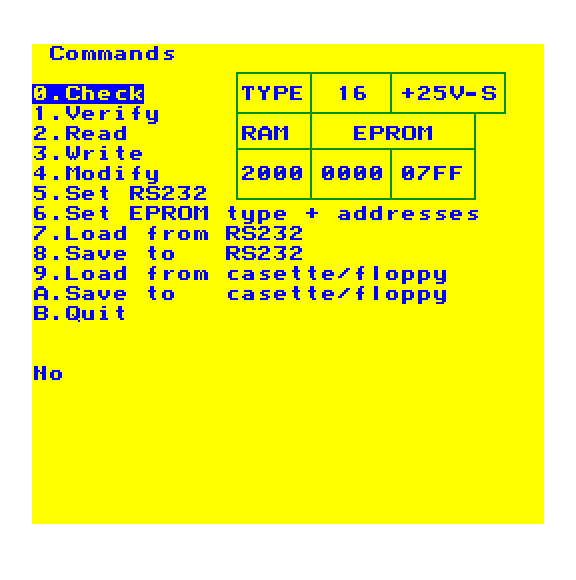 Commands
0.Check TYPE 16 +25V-S
1.Verify
2.Read RAM EPROM
3.Write
4.Modify 2000 0000 07FF
5.Set RS232
6.Set EPROM type + addresses
7.Load from RS232
8.Save to RS232
9.Load from casette/floppy
A.Save to casette/floppy
B.Quit
No